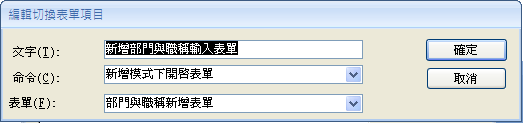 編輯切換表單項目
文字(T): 新增部門與職稱輸入表單 確定
命令(C): 新增模式下開啓表單 取消
表單(F): 部門與職稱新增表單